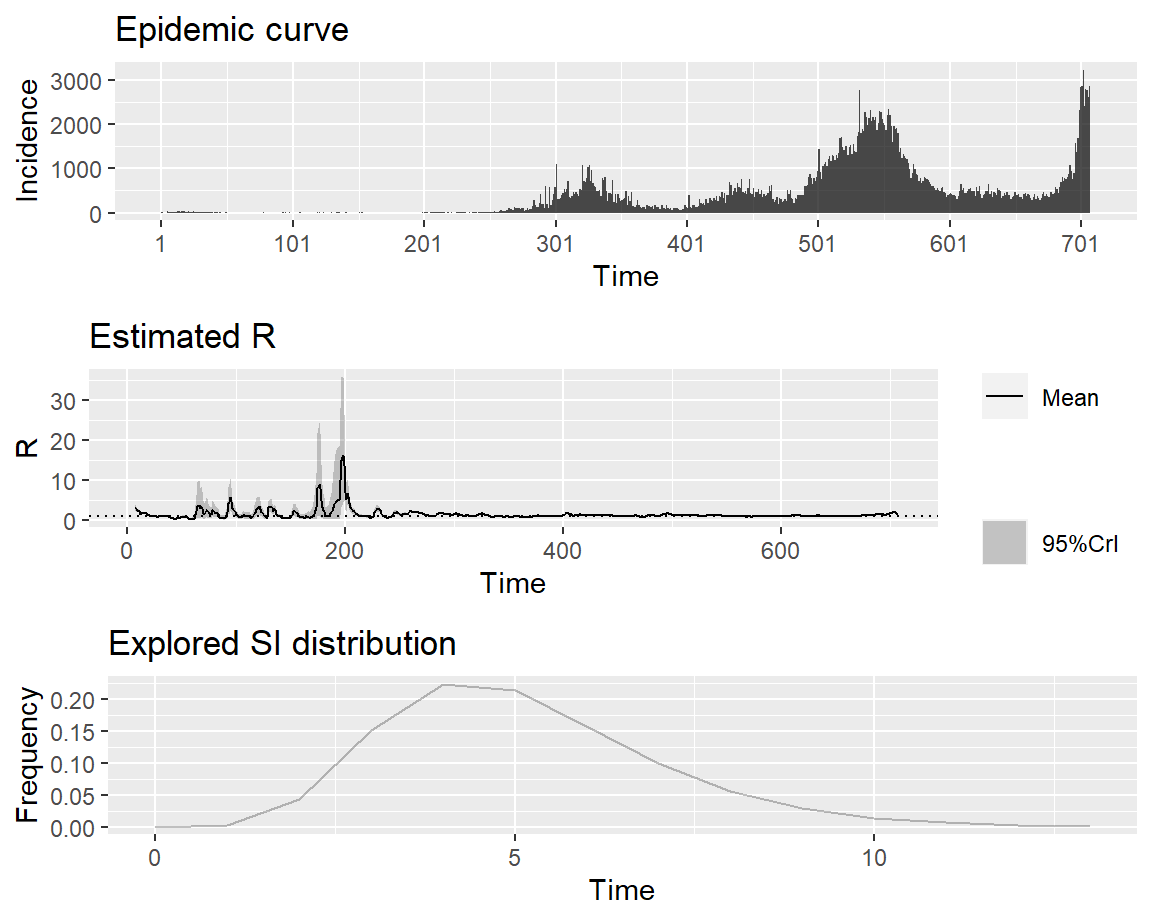 Epidemic curve
Incidence
3000
2000
1000
0
1 101 201 301 401 501 601 701
Time
Estimated R
R
30
20
10
0
0 200 400 600
Time
Mean
95%CrI
Explored SI distribution
Frequency
0.20
0.15
0.10
0.05
0.00
0 5 10
Time